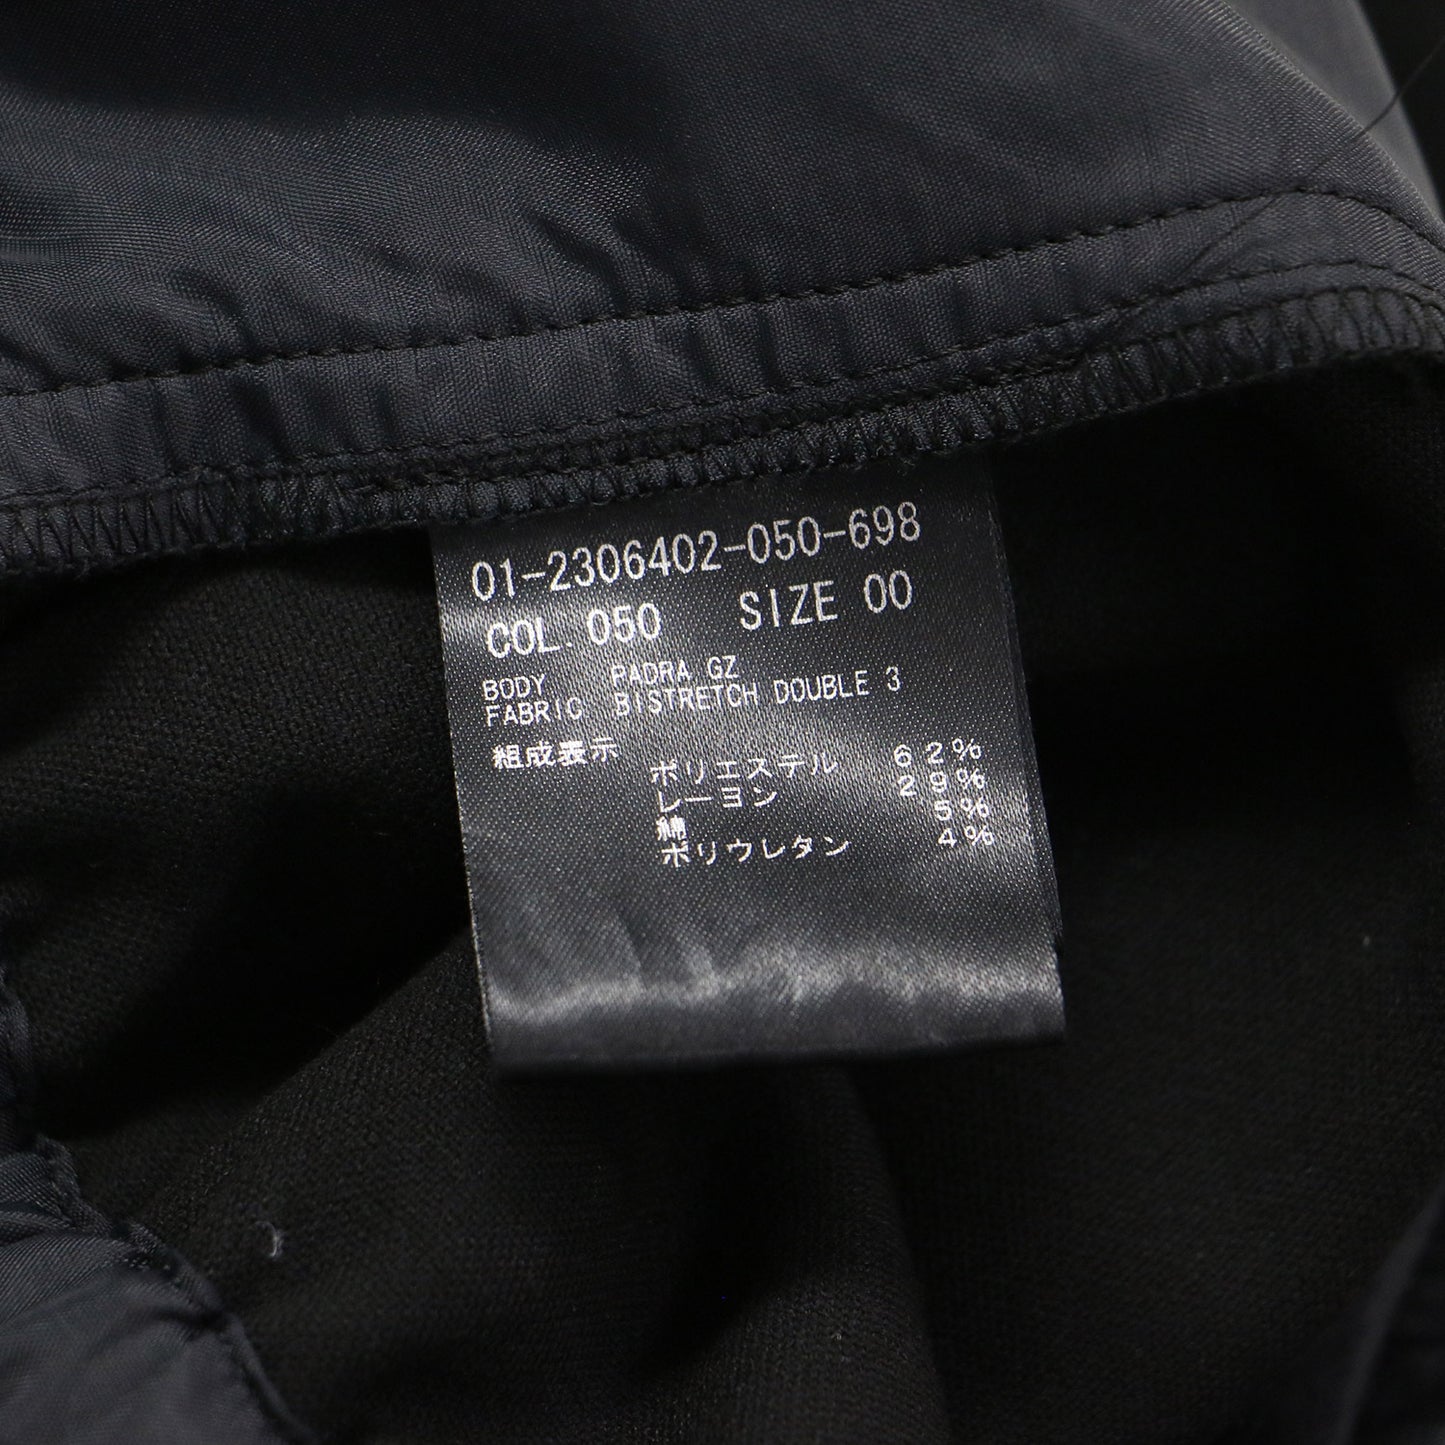 01-2306402-050-698
COL. 050 SIZE 00
BODY PADRA GZ
FABRIC BISTRETCH DOUBLE 3
組成表示
ポリエステル 62%
レーヨン 29%
綿 5%
ポリウレタン 4%